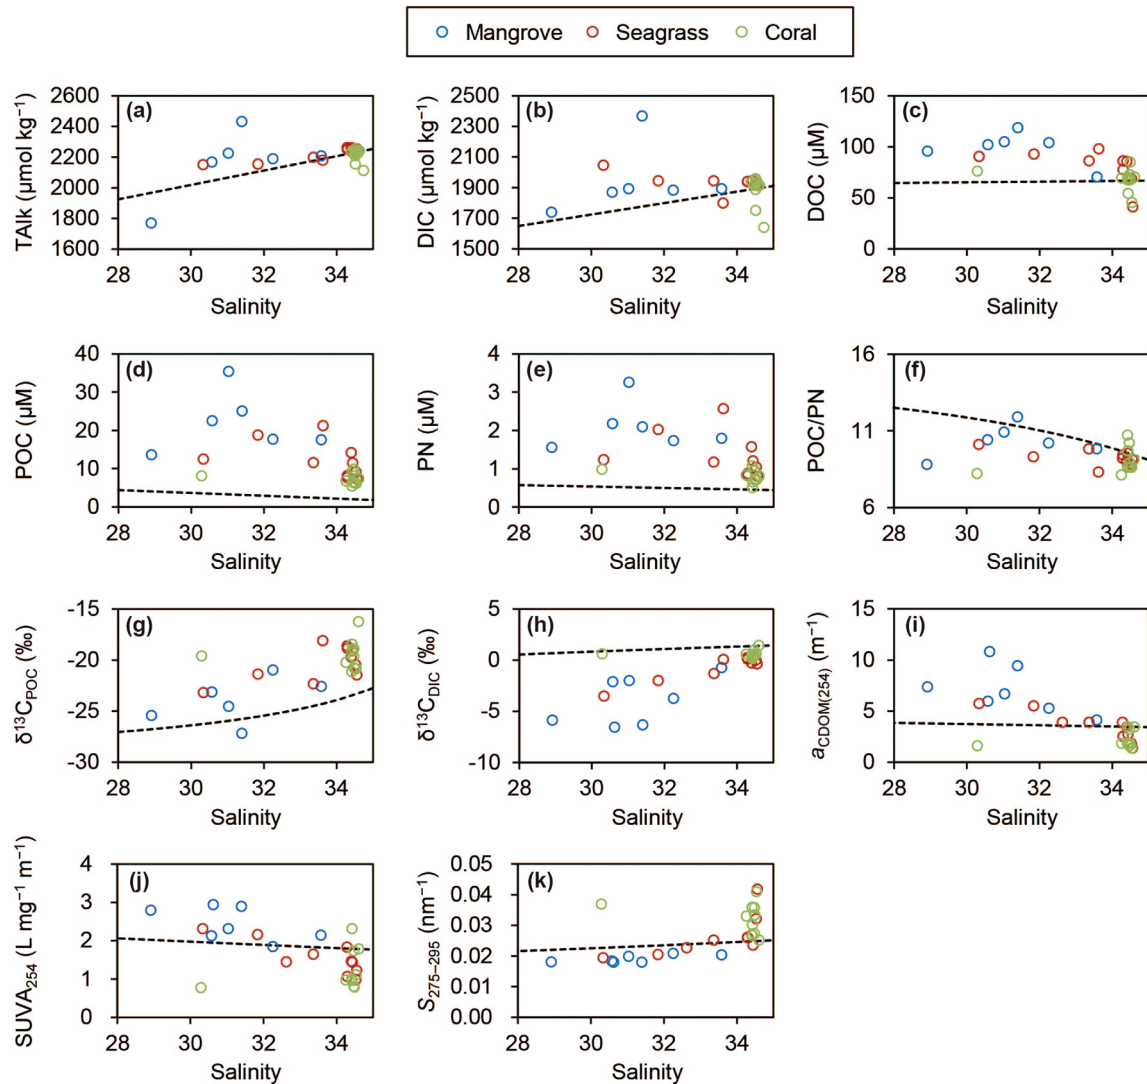 Mangrove Seagrass Coral
(a)
TAlk (μmol kg⁻¹)
2600
2400
2200
2000
1800
1600
28 30 32 34
Salinity
(b)
DIC (μmol kg⁻¹)
2500
2300
2100
1900
1700
1500
28 30 32 34
Salinity
(c)
DOC (μM)
150
100
50
0
28 30 32 34
Salinity
(d)
POC (μM)
40
30
20
10
0
28 30 32 34
Salinity
(e)
PN (μM)
4
3
2
1
0
28 30 32 34
Salinity
(f)
POC/PN
16
11
6
28 30 32 34
Salinity
(g)
δ¹³C_POC (‰)
-15
-20
-25
-30
28 30 32 34
Salinity
(h)
δ¹³C_DIC (‰)
5
0
-5
-10
28 30 32 34
Salinity
(i)
a_CDOM(254) (m⁻¹)
15
10
5
0
28 30 32 34
Salinity
(j)
SUVA₂₅₄ (L mg⁻¹ m⁻¹)
4
3
2
1
0
28 30 32 34
Salinity
(k)
S₂₇₅₋₂₉₅ (nm⁻¹)
0.05
0.04
0.03
0.02
0.01
0.00
28 30 32 34
Salinity